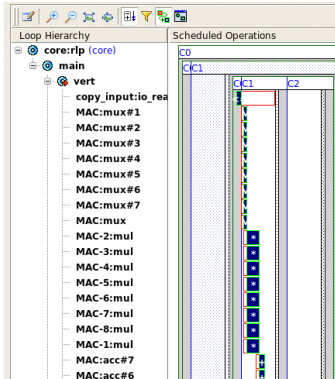 Loop Hierarchy
Scheduled Operations
core:rlp (core)
main
vert
copy_input:io_rea
MAC:mux#1
MAC:mux#2
MAC:mux#3
MAC:mux#4
MAC:mux#5
MAC:mux#6
MAC:mux#7
MAC:mux
MAC-2:mul
MAC-3:mul
MAC-4:mul
MAC-5:mul
MAC-6:mul
MAC-7:mul
MAC-8:mul
MAC-1:mul
MAC:acc#7
MAC:acc#6
C0
C C1
C C1 C2
*
*
*
*
*
*
*
*
+